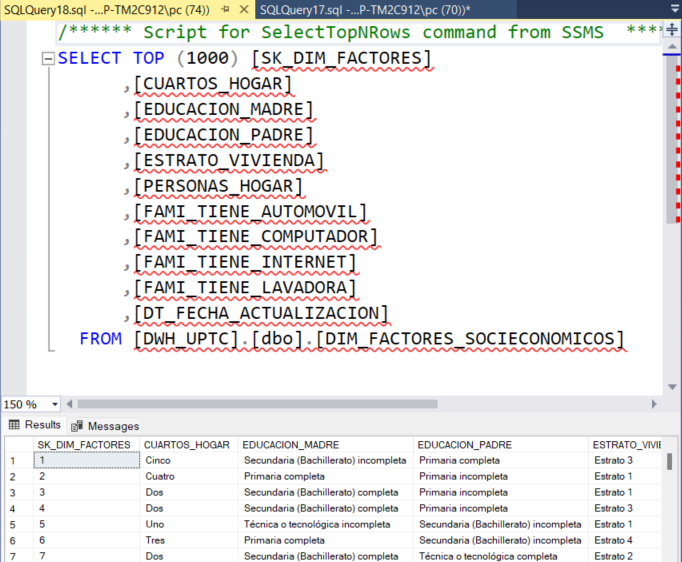 SQLQuery18.sql -...P-TM2C912\pc (74)) SQLQuery17.sql -...P-TM2C912\pc (70))*
/****** Script for SelectTopNRows command from SSMS ****
SELECT TOP (1000) [SK_DIM_FACTORES]
,[CUARTOS_HOGAR]
,[EDUCACION_MADRE]
,[EDUCACION_PADRE]
,[ESTRATO_VIVIENDA]
,[PERSONAS_HOGAR]
,[FAMI_TIENE_AUTOMOVIL]
,[FAMI_TIENE_COMPUTADOR]
,[FAMI_TIENE_INTERNET]
,[FAMI_TIENE_LAVADORA]
,[DT_FECHA_ACTUALIZACION]
FROM [DWH_UPTC].[dbo].[DIM_FACTORES_SOCIECONOMICOS]
150 %
Results Messages
SK_DIM_FACTORES CUARTOS_HOGAR EDUCACION_MADRE EDUCACION_PADRE ESTRATO_VIVIE
1 1 Cinco Secundaria (Bachillerato) incompleta Primaria completa Estrato 3
2 2 Cuatro Primaria completa Primaria incompleta Estrato 1
3 3 Dos Secundaria (Bachillerato) completa Primaria incompleta Estrato 1
4 4 Dos Secundaria (Bachillerato) completa Primaria incompleta Estrato 3
5 5 Uno Técnica o tecnológica incompleta Secundaria (Bachillerato) incompleta Estrato 1
6 6 Tres Primaria completa Secundaria (Bachillerato) incompleta Estrato 4
7 7 Dos Secundaria (Bachillerato) completa Técnica o tecnológica completa Estrato 2